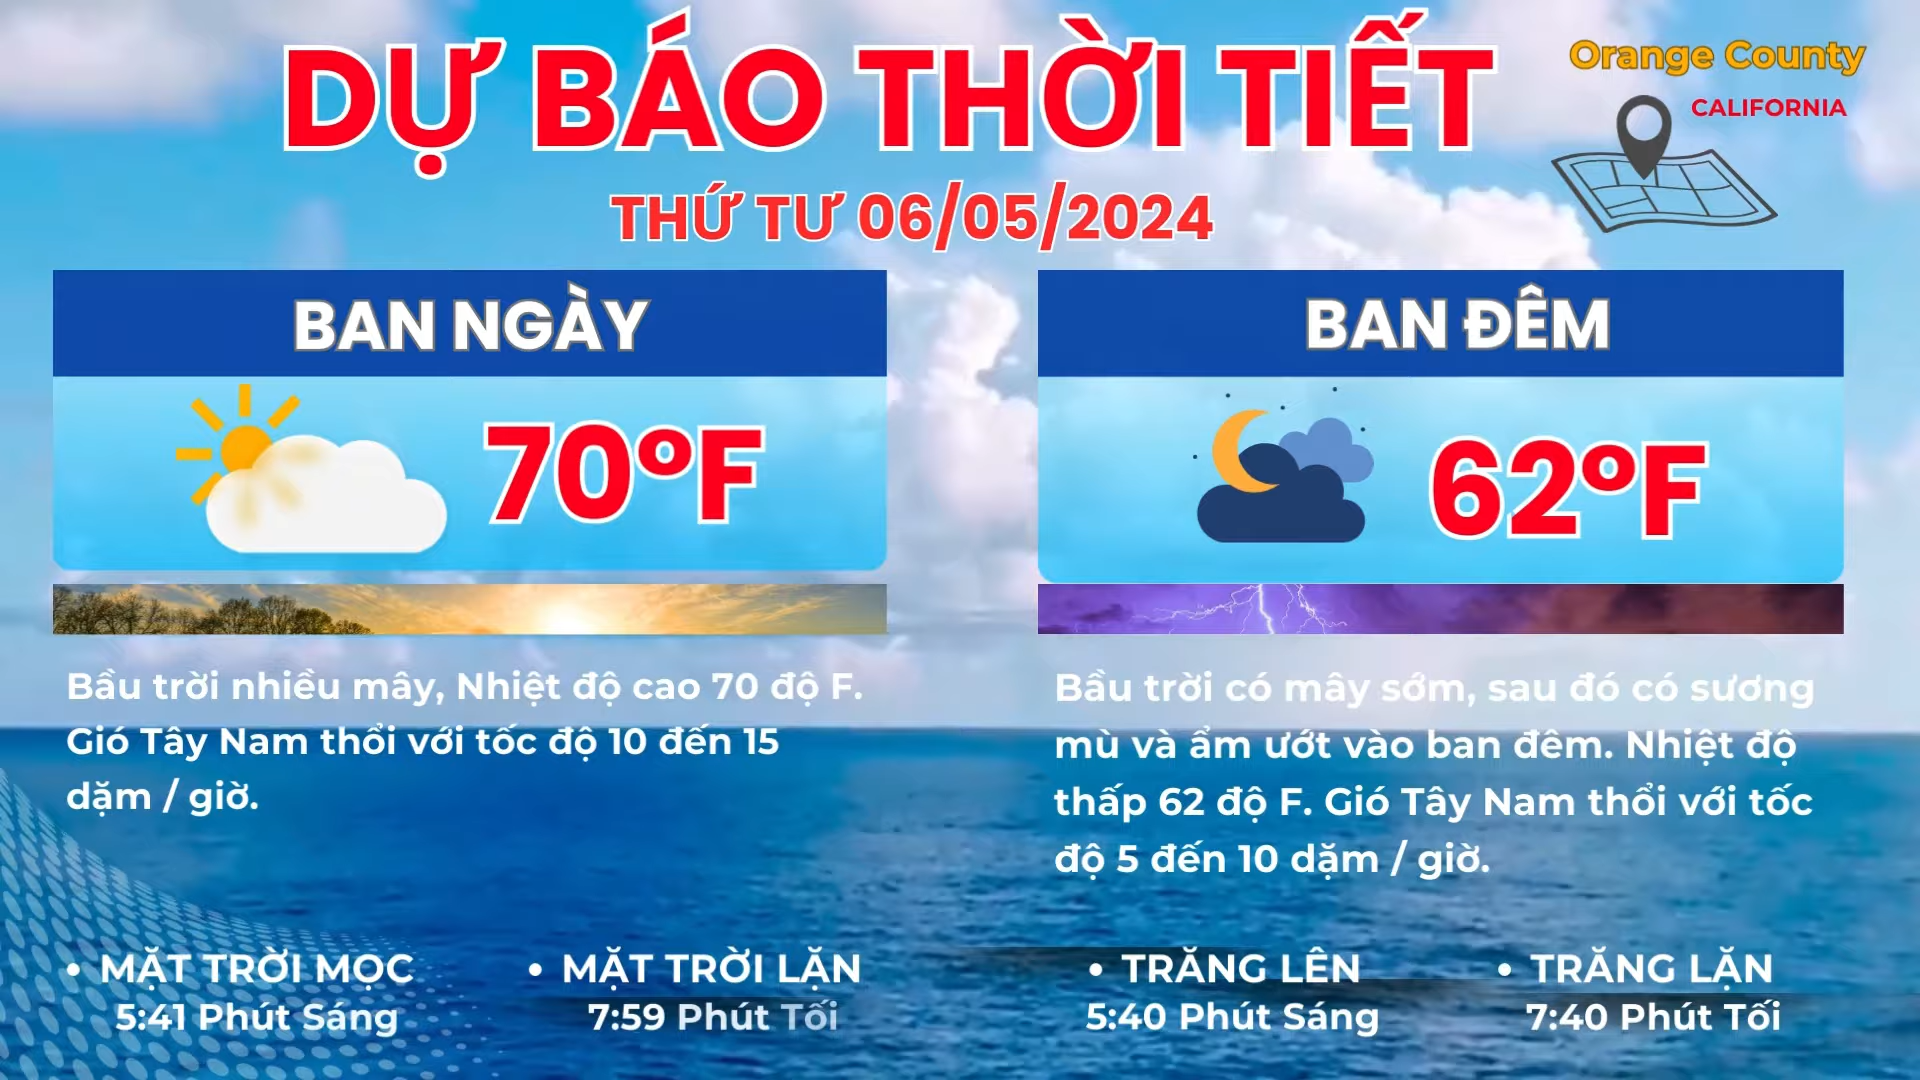 DỰ BÁO THỜI TIẾT
Orange County
CALIFORNIA
THỨ TƯ 06/05/2024
BAN NGÀY
70°F
Bầu trời nhiều mây, Nhiệt độ cao 70 độ F.
Gió Tây Nam thổi với tốc độ 10 đến 15
dặm / giờ.
BAN ĐÊM
62°F
Bầu trời có mây sớm, sau đó có sương
mù và ẩm ướt vào ban đêm. Nhiệt độ
thấp 62 độ F. Gió Tây Nam thổi với tốc
độ 5 đến 10 dặm / giờ.
• MẶT TRỜI MỌC
5:41 Phút Sáng
• MẶT TRỜI LẶN
7:59 Phút Tối
• TRĂNG LÊN
5:40 Phút Sáng
• TRĂNG LẶN
7:40 Phút Tối